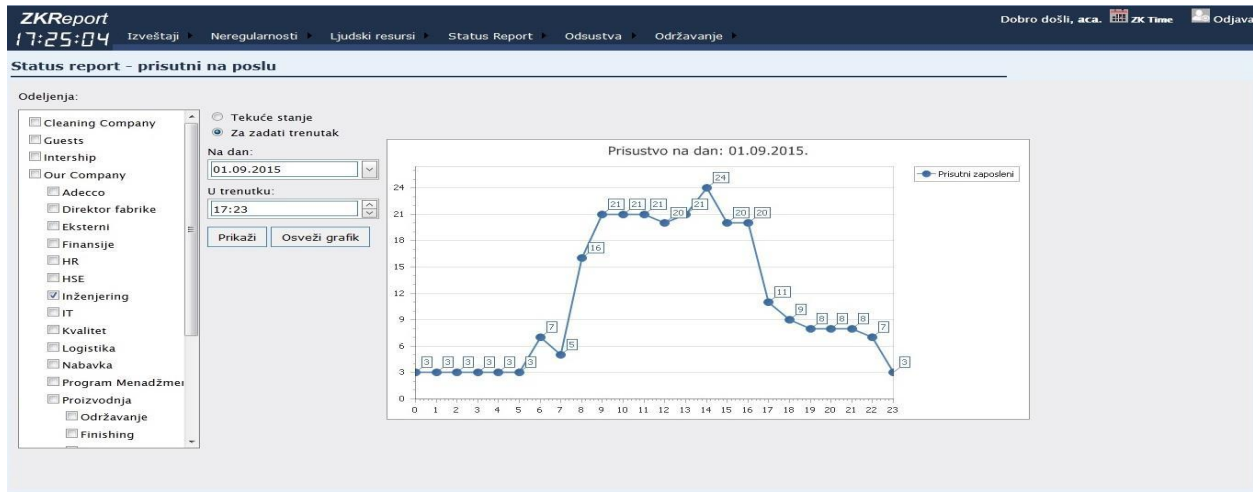 ZKReport
Dobro došli, aca. ZK Time Odjava
17:25:04 Izveštaji Neregularnosti Ljudski resursi Status Report Odsustva Održavanje
Status report - prisutni na poslu
Odeljenja:
Cleaning Company
Guests
Intership
Our Company
Adecco
Direktor fabrike
Eksterni
Finansije
HR
HSE
Inženjering
IT
Kvalitet
Logistika
Nabavka
Program Menadžmer
Proizvodnja
Održavanje
Finishing
Tekuće stanje
Za zadati trenutak
Na dan:
01.09.2015
U trenutku:
17:23
Prikaži Osveži grafik
Prisustvo na dan: 01.09.2015.
Prisutni zaposleni
24
21
18
15
12
9
6
3
0
3 3 3 3 3 3 7 5 16 21 21 21 20 21 24 20 20 11 9 8 8 8 7 3
0 1 2 3 4 5 6 7 8 9 10 11 12 13 14 15 16 17 18 19 20 21 22 23